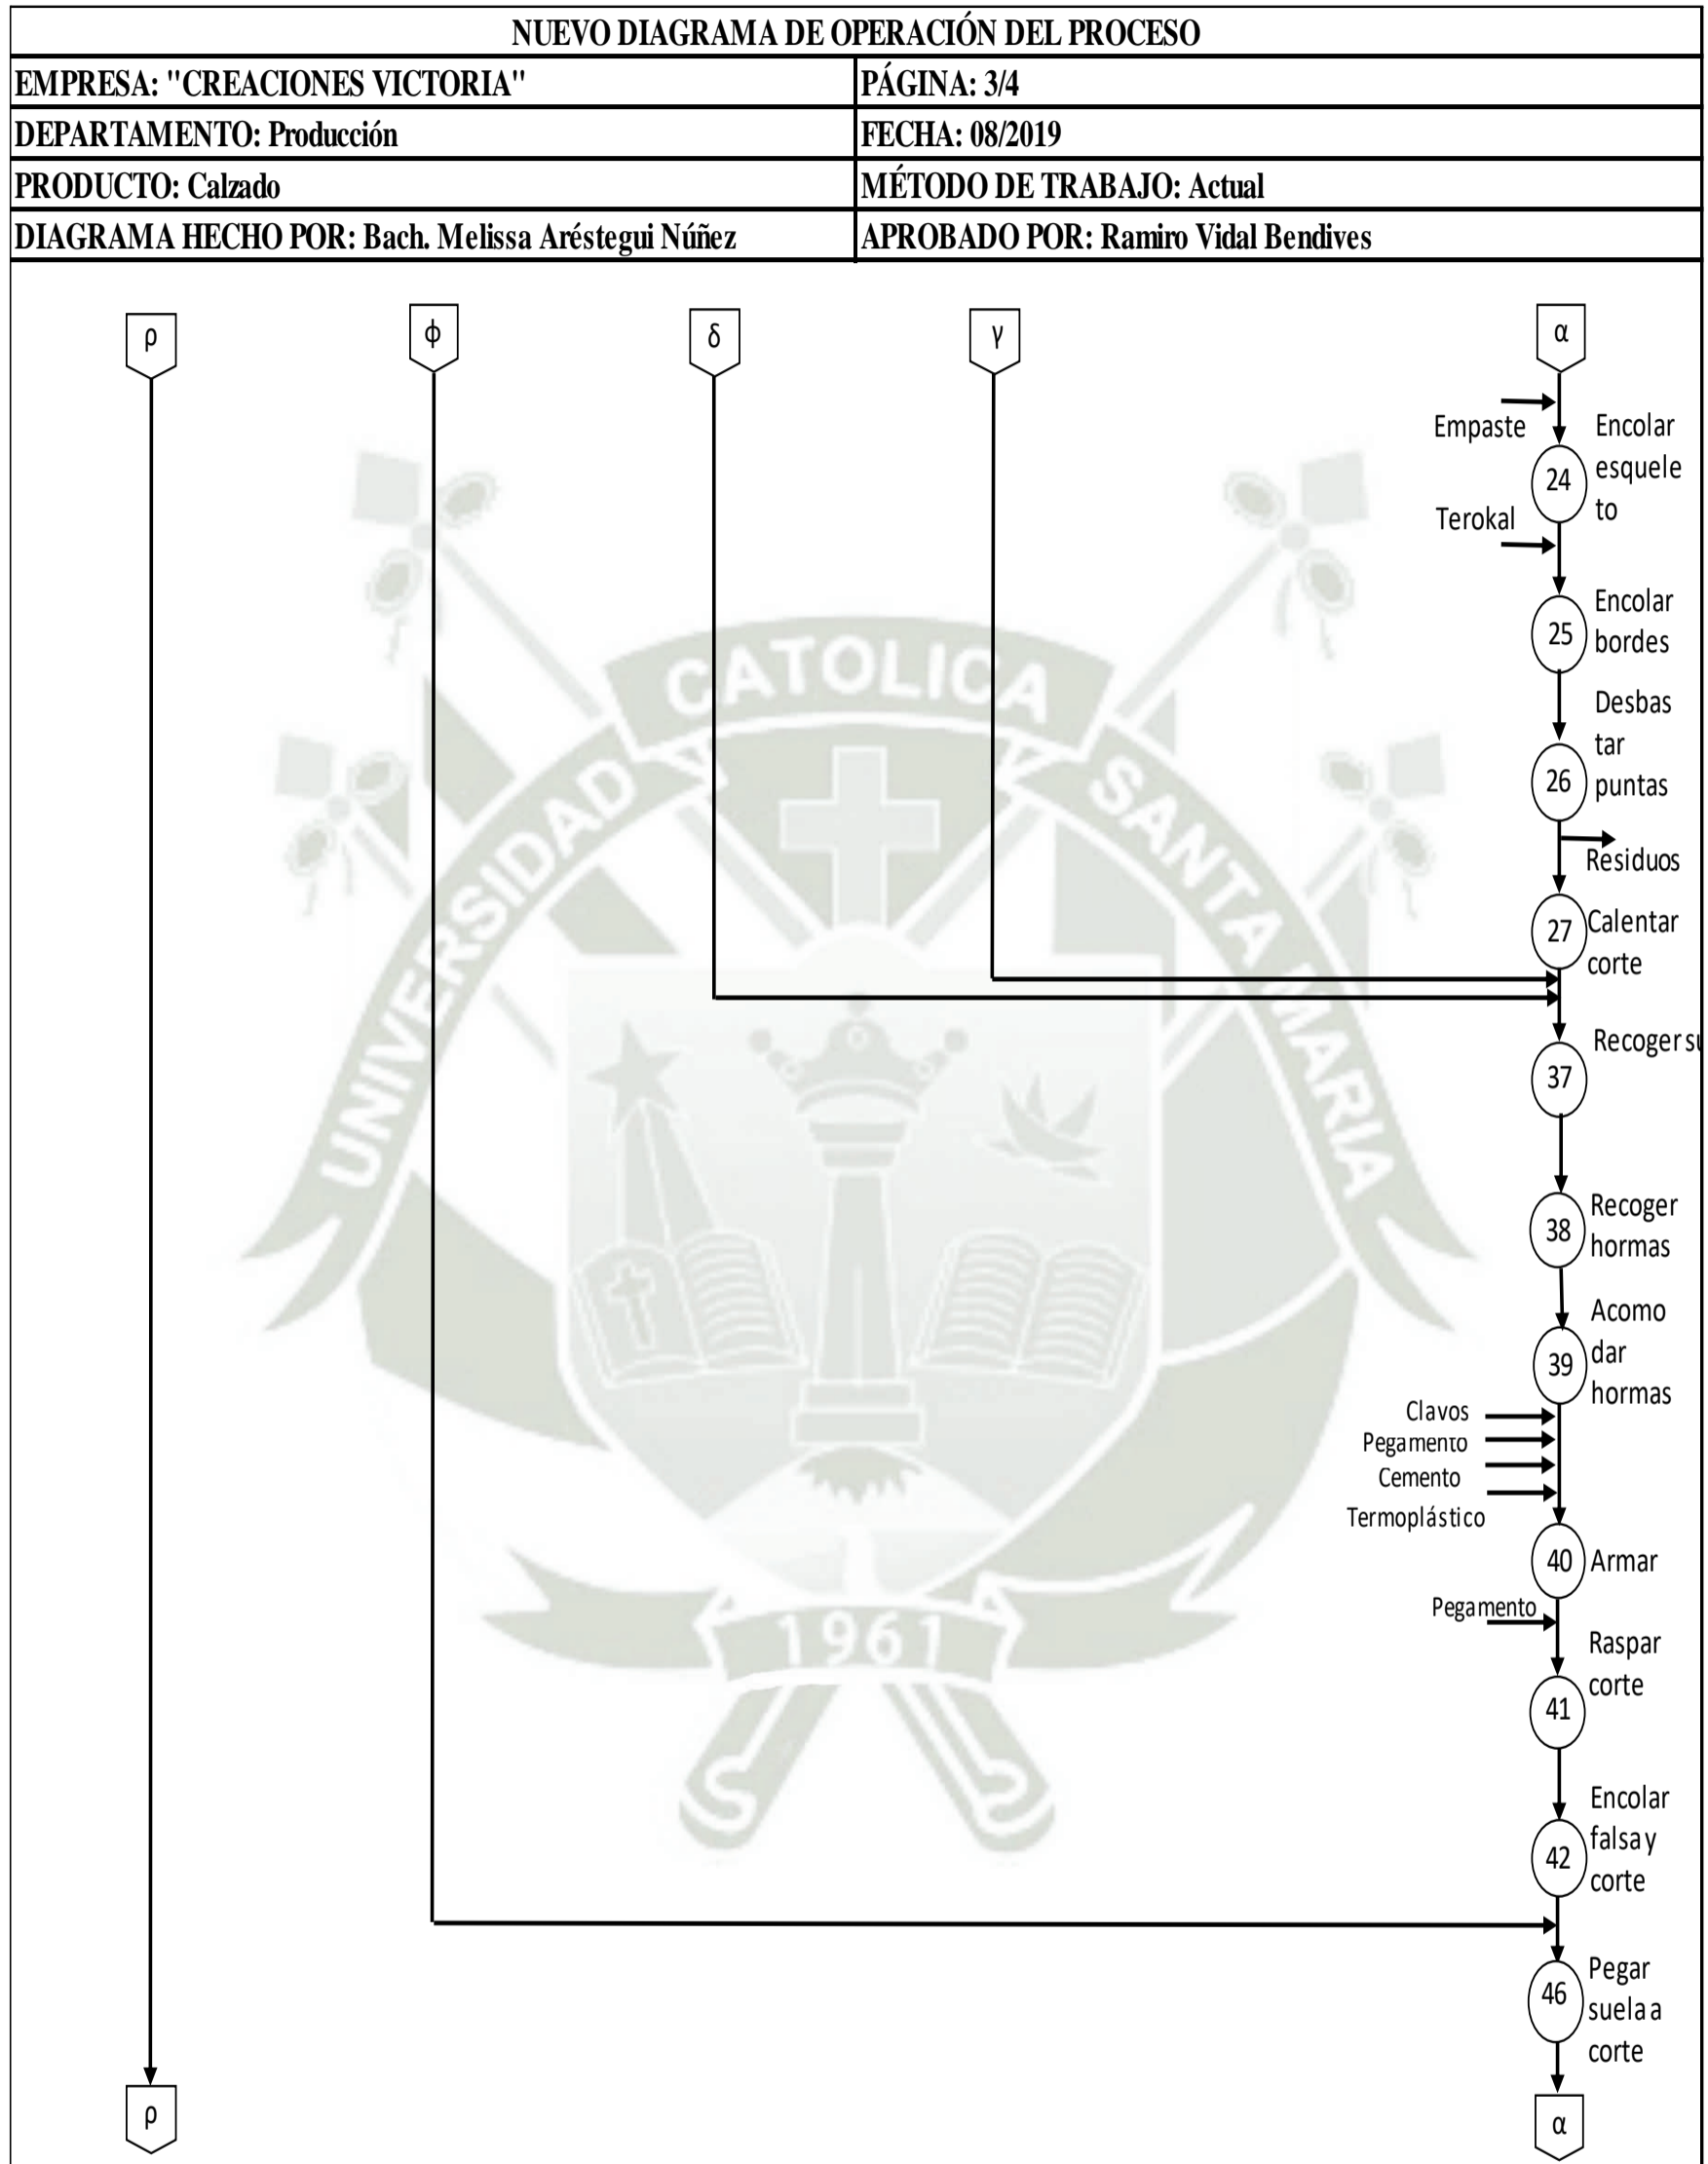 NUEVO DIAGRAMA DE OPERACIÓN DEL PROCESO
EMPRESA: "CREACIONES VICTORIA"
PÁGINA: 3/4
DEPARTAMENTO: Producción
FECHA: 08/2019
PRODUCTO: Calzado
MÉTODO DE TRABAJO: Actual
DIAGRAMA HECHO POR: Bach. Melissa Aréstegui Núñez
APROBADO POR: Ramiro Vidal Bendives
ρ
ϕ
δ
γ
α
Empaste
Encolar
esquele
to
24
Terokal
Encolar
bordes
25
Desbas
tar
puntas
26
Residuos
27
Calentar
corte
Recoger
37
38
Recoger
hormas
Acomo
dar
hormas
39
Clavos
Pegamento
Cemento
Termoplástico
40
Armar
Pegamento
Raspar
corte
41
Encolar
falsa y
corte
42
Pegar
suela a
corte
46
ρ
α
UNIVERSIDAD
CATOLICA
SANTA MARIA
1961